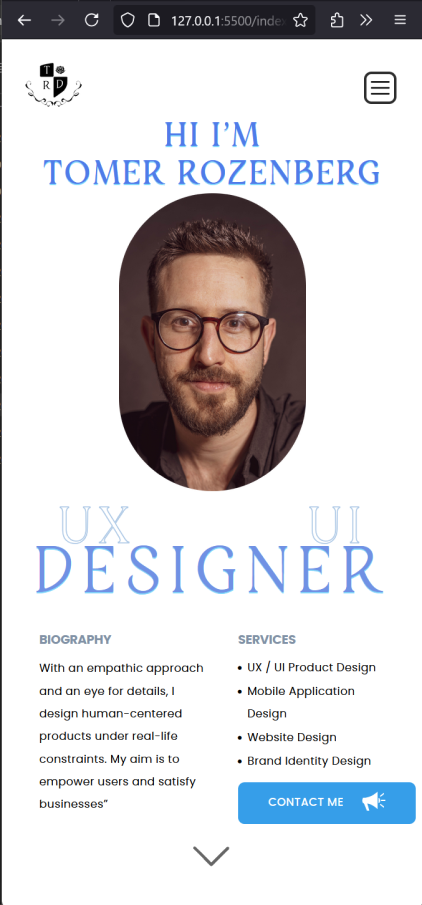 127.0.0.1:5500/inde
T
R D
HI I'M
TOMER ROZENBERG
UX UI
DESIGNER
BIOGRAPHY
With an empathic approach
and an eye for details, I
design human-centered
products under real-life
constraints. My aim is to
empower users and satisfy
businesses”
SERVICES
• UX / UI Product Design
• Mobile Application
Design
• Website Design
• Brand Identity Design
CONTACT ME